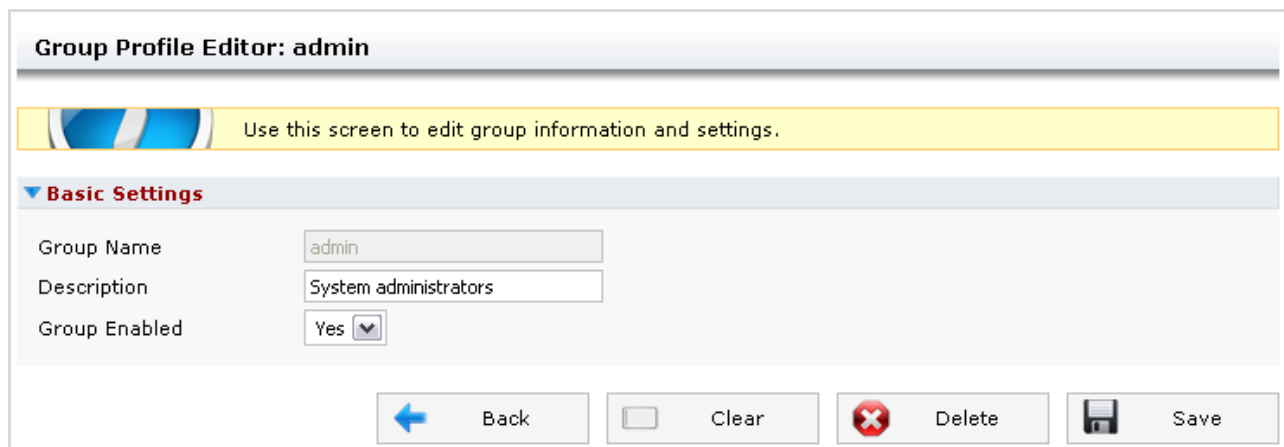 Group Profile Editor: admin
Use this screen to edit group information and settings.
Basic Settings
Group Name admin
Description System administrators
Group Enabled Yes
Back Clear Delete Save